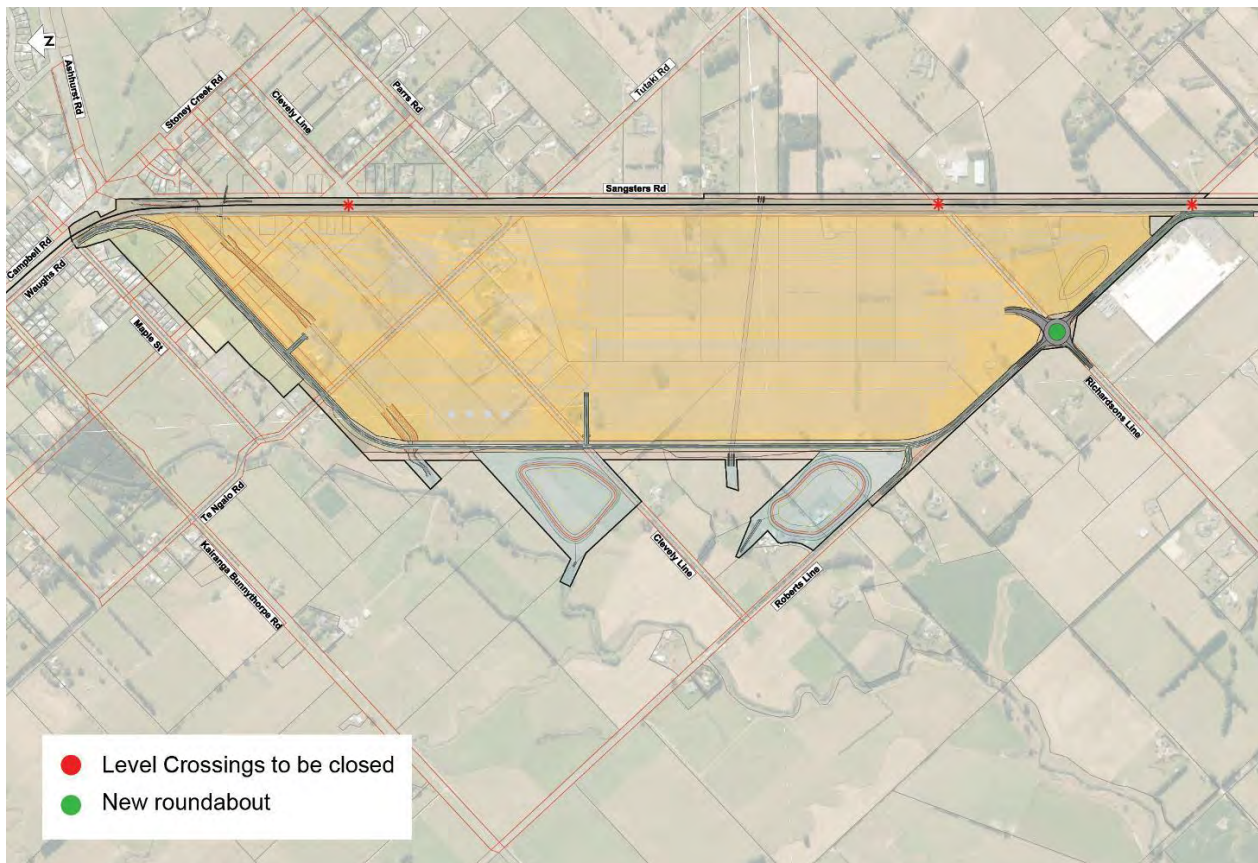 N
Ashhurst Rd
Stoney Creek Rd
Clevely Line
Parrs Rd
Tutaki Rd
Sangsters Rd
Campbell Rd
Waughs Rd
Maple St
Richardsons Line
Te Ngaio Rd
Kairanga Bunnythorpe Rd
Clevely Line
Roberts Line
Level Crossings to be closed
New roundabout